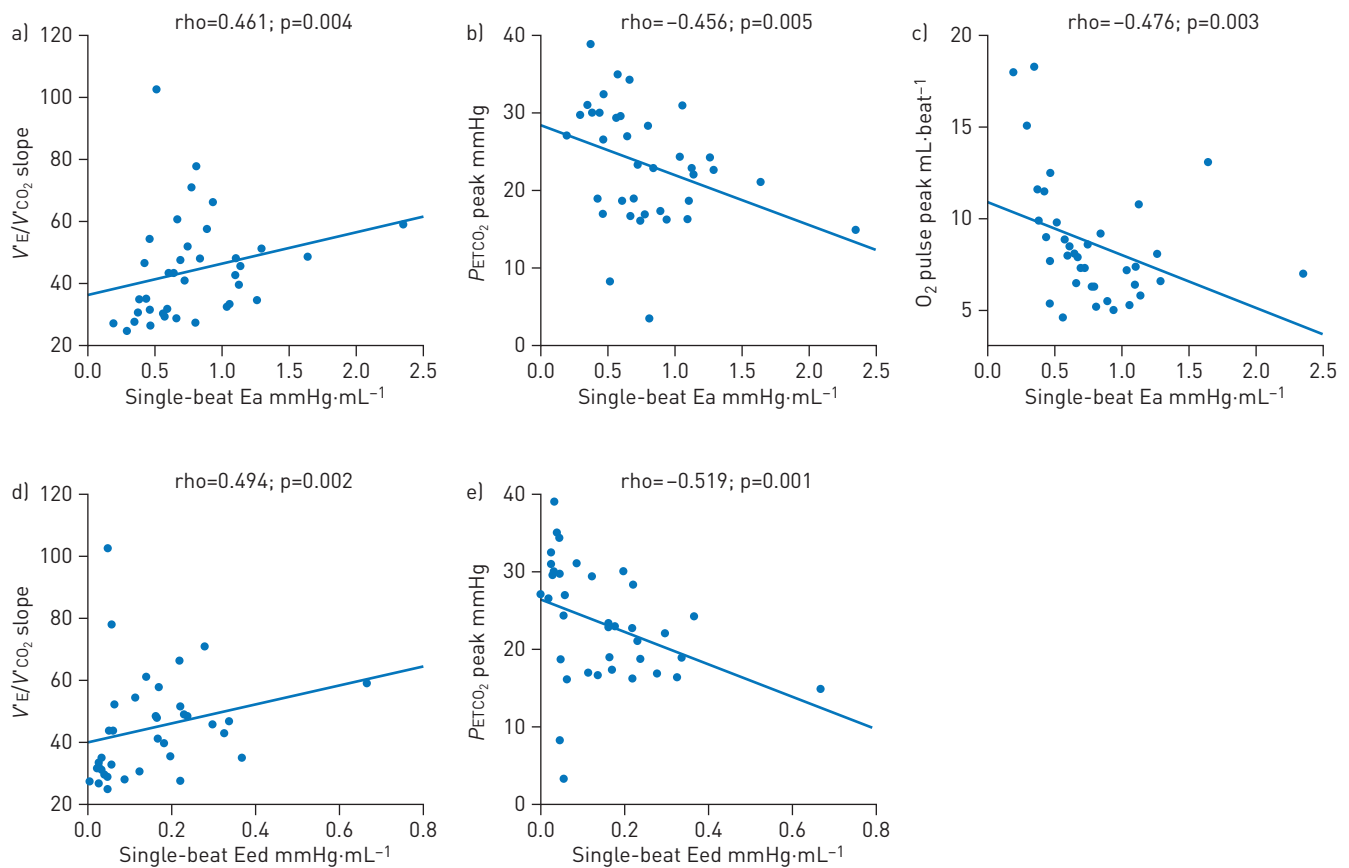 a)
rho=0.461; p=0.004
120
100
80
60
40
20
V'E/V'CO₂ slope
0.0 0.5 1.0 1.5 2.0 2.5
Single-beat Ea mmHg·mL⁻¹
b)
rho=−0.456; p=0.005
40
30
20
10
0
PETCO₂ peak mmHg
0.0 0.5 1.0 1.5 2.0 2.5
Single-beat Ea mmHg·mL⁻¹
c)
rho=−0.476; p=0.003
20
15
10
5
O₂ pulse peak mL·beat⁻¹
0.0 0.5 1.0 1.5 2.0 2.5
Single-beat Ea mmHg·mL⁻¹
d)
rho=0.494; p=0.002
120
100
80
60
40
20
V'E/V'CO₂ slope
0.0 0.2 0.4 0.6 0.8
Single-beat Eed mmHg·mL⁻¹
e)
rho=−0.519; p=0.001
40
30
20
10
0
PETCO₂ peak mmHg
0.0 0.2 0.4 0.6 0.8
Single-beat Eed mmHg·mL⁻¹